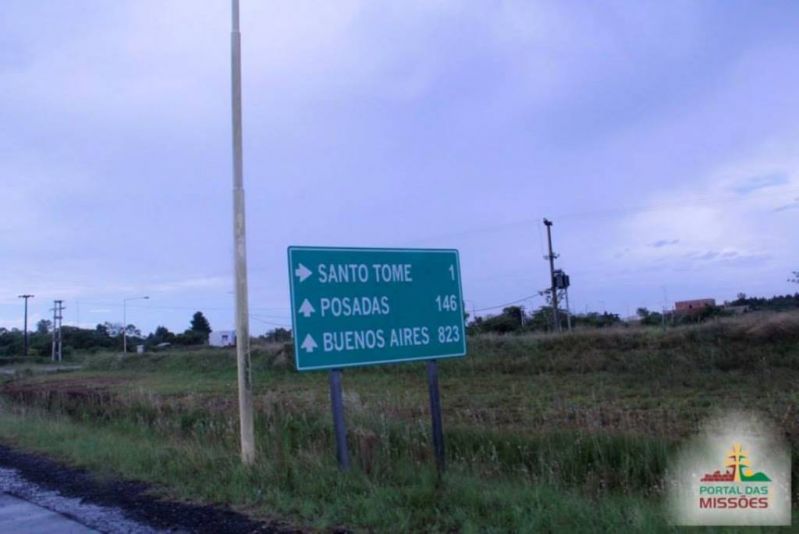 SANTO TOME 1
POSADAS 146
BUENOS AIRES 823
PORTAL DAS
MISSÕES